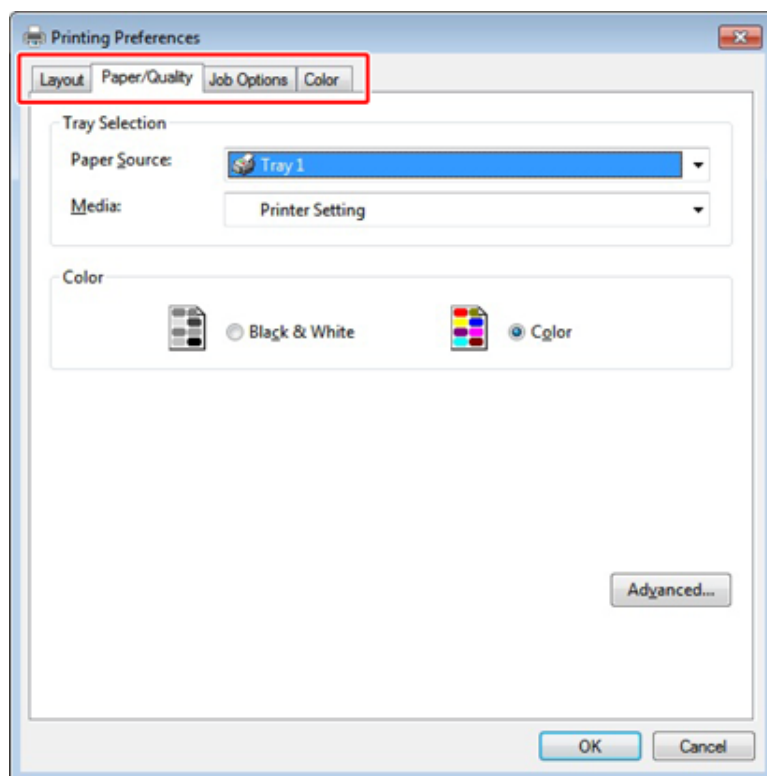 Printing Preferences
Layout Paper/Quality Job Options Color
Tray Selection
Paper Source: Tray 1
Media: Printer Setting
Color
Black & White Color
Advanced...
OK Cancel